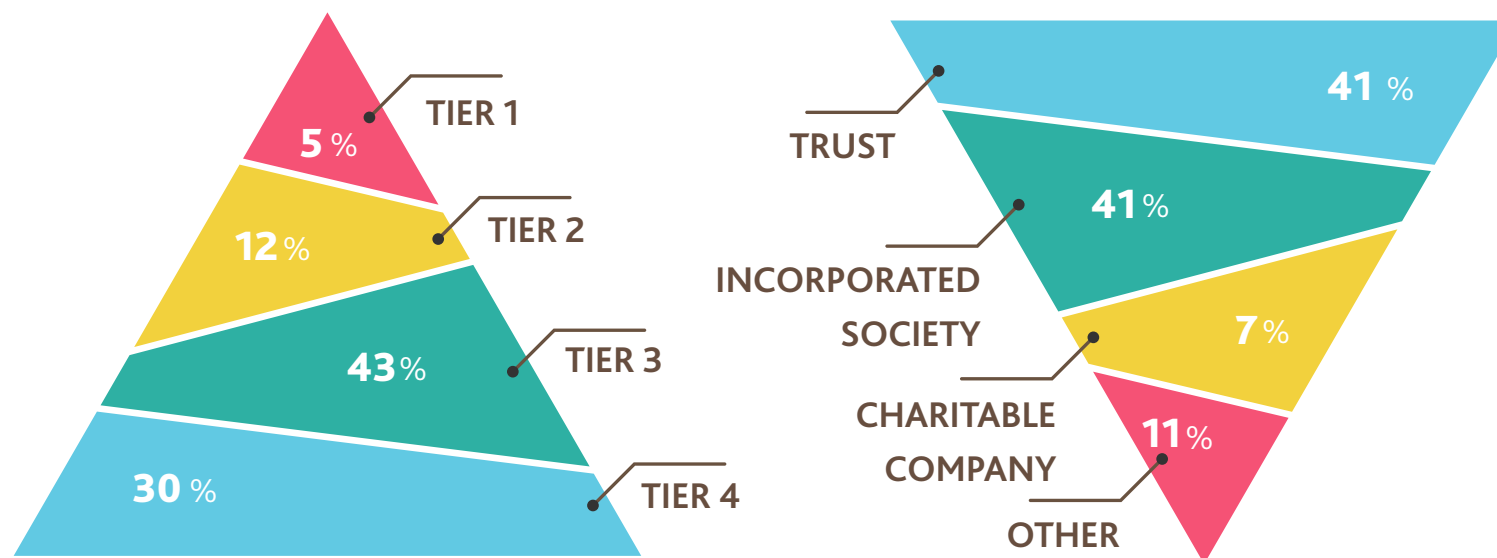 TIER 1
5 %
TIER 2
12 %
TIER 3
43 %
TIER 4
30 %
41 %
TRUST
41 %
INCORPORATED
SOCIETY
7 %
CHARITABLE
COMPANY
11 %
OTHER